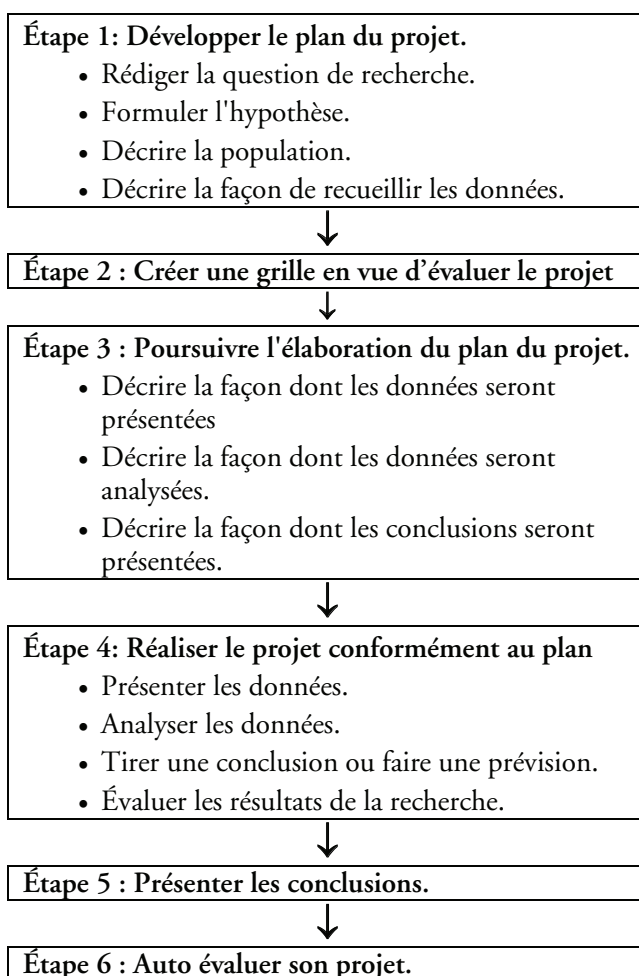 Étape 1: Développer le plan du projet.
• Rédiger la question de recherche.
• Formuler l'hypothèse.
• Décrire la population.
• Décrire la façon de recueillir les données.
Étape 2 : Créer une grille en vue d’évaluer le projet
Étape 3 : Poursuivre l'élaboration du plan du projet.
• Décrire la façon dont les données seront
présentées
• Décrire la façon dont les données seront
analysées.
• Décrire la façon dont les conclusions seront
présentées.
Étape 4: Réaliser le projet conformément au plan
• Présenter les données.
• Analyser les données.
• Tirer une conclusion ou faire une prévision.
• Évaluer les résultats de la recherche.
Étape 5 : Présenter les conclusions.
Étape 6 : Auto évaluer son projet.